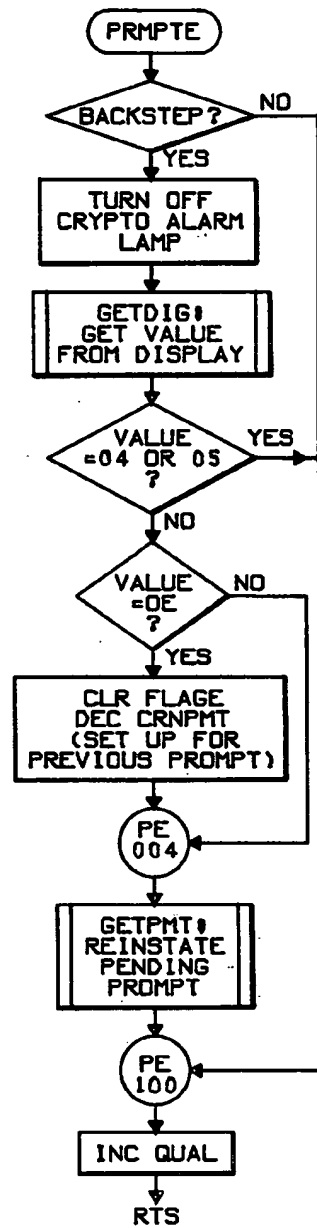 PRMPTE
BACKSTEP?
NO
YES
TURN OFF
CRYPTO ALARM
LAMP
GETDIG:
GET VALUE
FROM DISPLAY
VALUE
=04 OR 05
?
YES
NO
VALUE
=0E
?
NO
YES
CLR FLAGE
DEC CRNPMT
(SET UP FOR
PREVIOUS PROMPT)
PE
004
GETPMT:
REINSTATE
PENDING
PROMPT
PE
100
INC QUAL
RTS